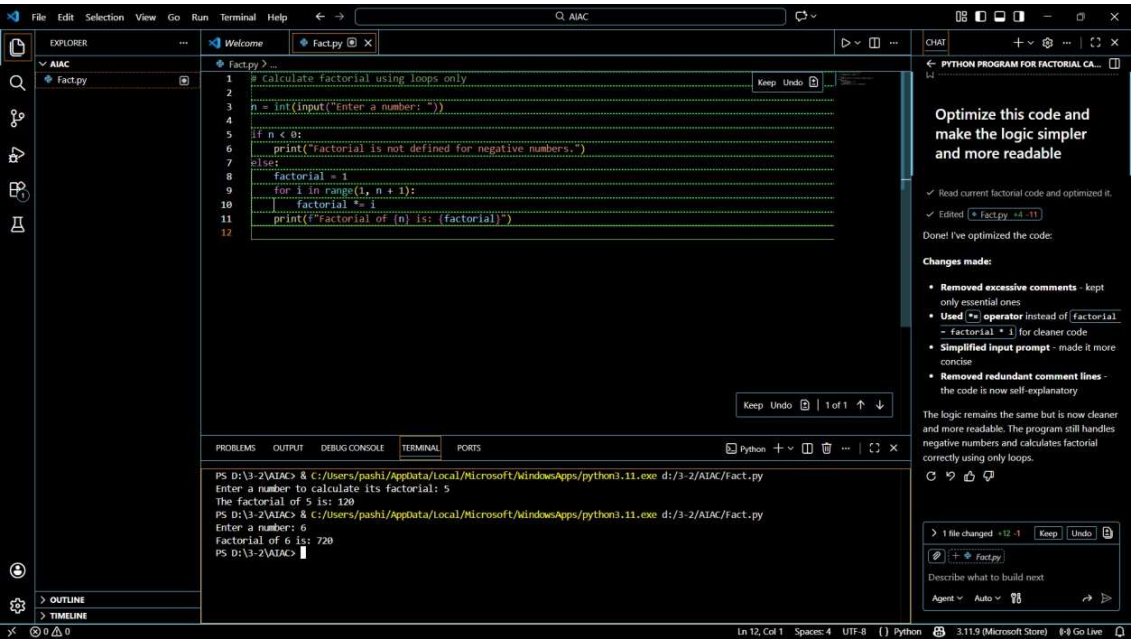 File Edit Selection View Go Run Terminal Help
AIAC
EXPLORER
AIAC
Fact.py
OUTLINE
TIMELINE
Welcome
Fact.py
Fact.py > ...
1 # Calculate factorial using loops only
2
3 n = int(input("Enter a number: "))
4
5 if n < 0:
6 print("Factorial is not defined for negative numbers.")
7 else:
8 factorial = 1
9 for i in range(1, n + 1):
10 factorial *= i
11 print(f"Factorial of {n} is: {factorial}")
12
Keep Undo
Keep Undo 1 of 1
PROBLEMS OUTPUT DEBUG CONSOLE TERMINAL PORTS
Python
PS D:\3-2\AIAC> & C:/Users/pashi/AppData/Local/Microsoft/WindowsApps/python3.11.exe d:/3-2/AIAC/Fact.py
Enter a number to calculate its factorial: 5
The factorial of 5 is: 120
PS D:\3-2\AIAC> & C:/Users/pashi/AppData/Local/Microsoft/WindowsApps/python3.11.exe d:/3-2/AIAC/Fact.py
Enter a number: 6
Factorial of 6 is: 720
PS D:\3-2\AIAC>
CHAT
PYTHON PROGRAM FOR FACTORIAL CA...
Optimize this code and
make the logic simpler
and more readable
Read current factorial code and optimized it.
Edited Fact.py +4 -11
Done! I've optimized the code:
Changes made:
• Removed excessive comments - kept
only essential ones
• Used *= operator instead of factorial
= factorial * i for cleaner code
• Simplified input prompt - made it more
concise
• Removed redundant comment lines -
the code is now self-explanatory
The logic remains the same but is now cleaner
and more readable. The program still handles
negative numbers and calculates factorial
correctly using only loops.
1 file changed +12 -1 Keep Undo
Fact.py
Describe what to build next
Agent Auto
0 0 Ln 12, Col 1 Spaces: 4 UTF-8 {} Python 3.11.9 (Microsoft Store) Go Live